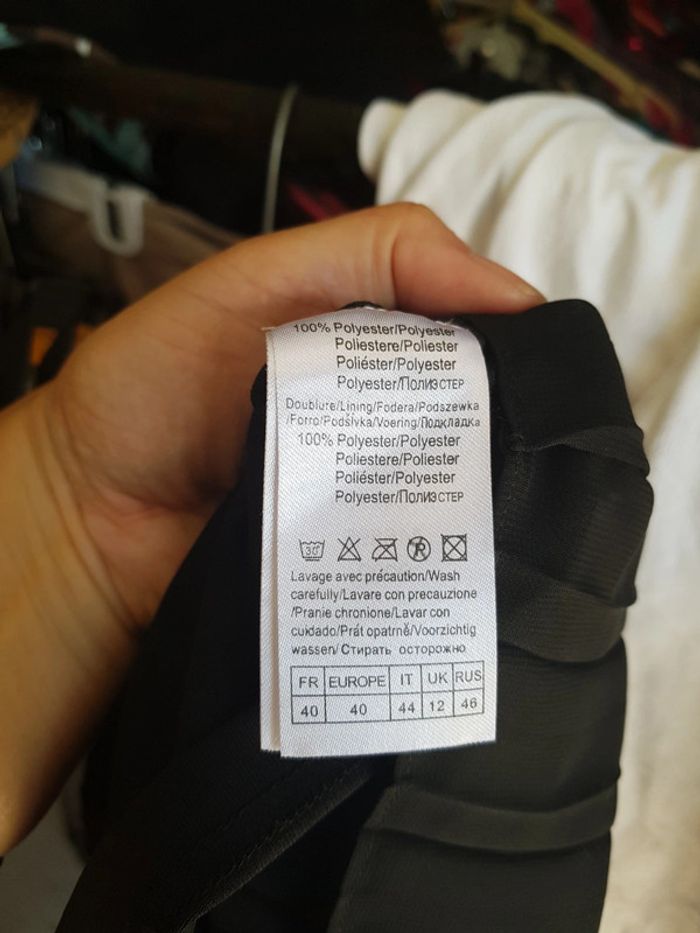 100% Polyester/Polyester
Poliestere/Poliester
Poliéster/Polyester
Polyester/Полиэстер
Doublure/Lining/Fodera/Podszewka
/Forro/Podšívka/Voering/Подкладка
100% Polyester/Polyester
Poliestere/Poliester
Poliéster/Polyester
Polyester/Полиэстер
30°
Lavage avec précaution/Wash
carefully/Lavare con precauzione
/Pranie chronione/Lavar con
cuidado/Prát opatrně/Voorzichtig
wassen/ Стирать осторожно
FR EUROPE IT UK RUS
40 40 44 12 46